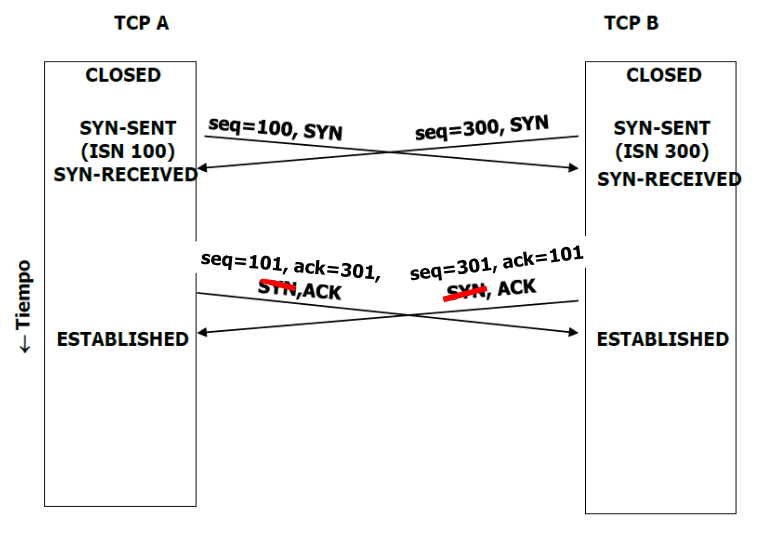 TCP A
TCP B
CLOSED
CLOSED
SYN-SENT
(ISN 100)
SYN-RECEIVED
seq=100, SYN
seq=300, SYN
SYN-SENT
(ISN 300)
SYN-RECEIVED
seq=101, ack=301,
SYN,ACK
seq=301, ack=101
SYN, ACK
← Tiempo
ESTABLISHED
ESTABLISHED